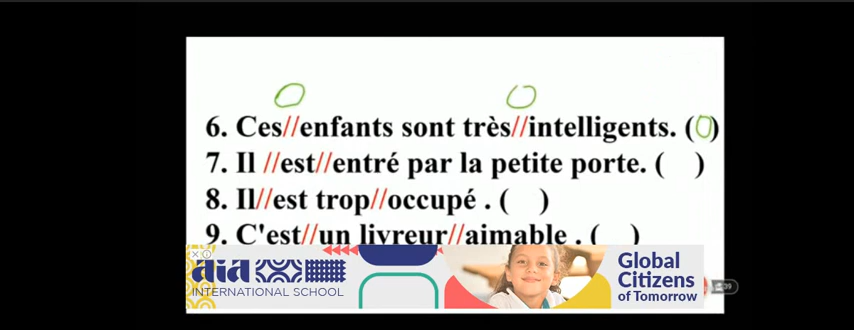 6. Ces//enfants sont très//intelligents. (O)
7. Il //est//entré par la petite porte. ( )
8. Il//est trop//occupé . ( )
9. C'est//un livreur//aimable . ( )
aia
INTERNATIONAL SCHOOL
Global
Citizens
of Tomorrow